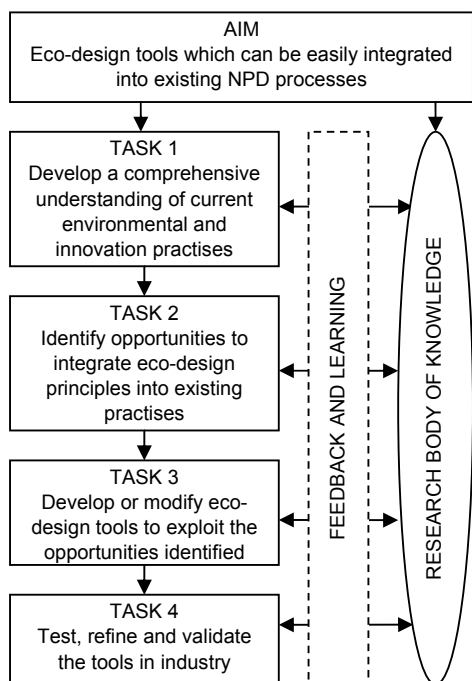 AIM
Eco-design tools which can be easily integrated
into existing NPD processes
TASK 1
Develop a comprehensive
understanding of current
environmental and
innovation practises
TASK 2
Identify opportunities to
integrate eco-design
principles into existing
practises
TASK 3
Develop or modify eco-
design tools to exploit the
opportunities identified
TASK 4
Test, refine and validate
the tools in industry
FEEDBACK AND LEARNING
RESEARCH BODY OF KNOWLEDGE